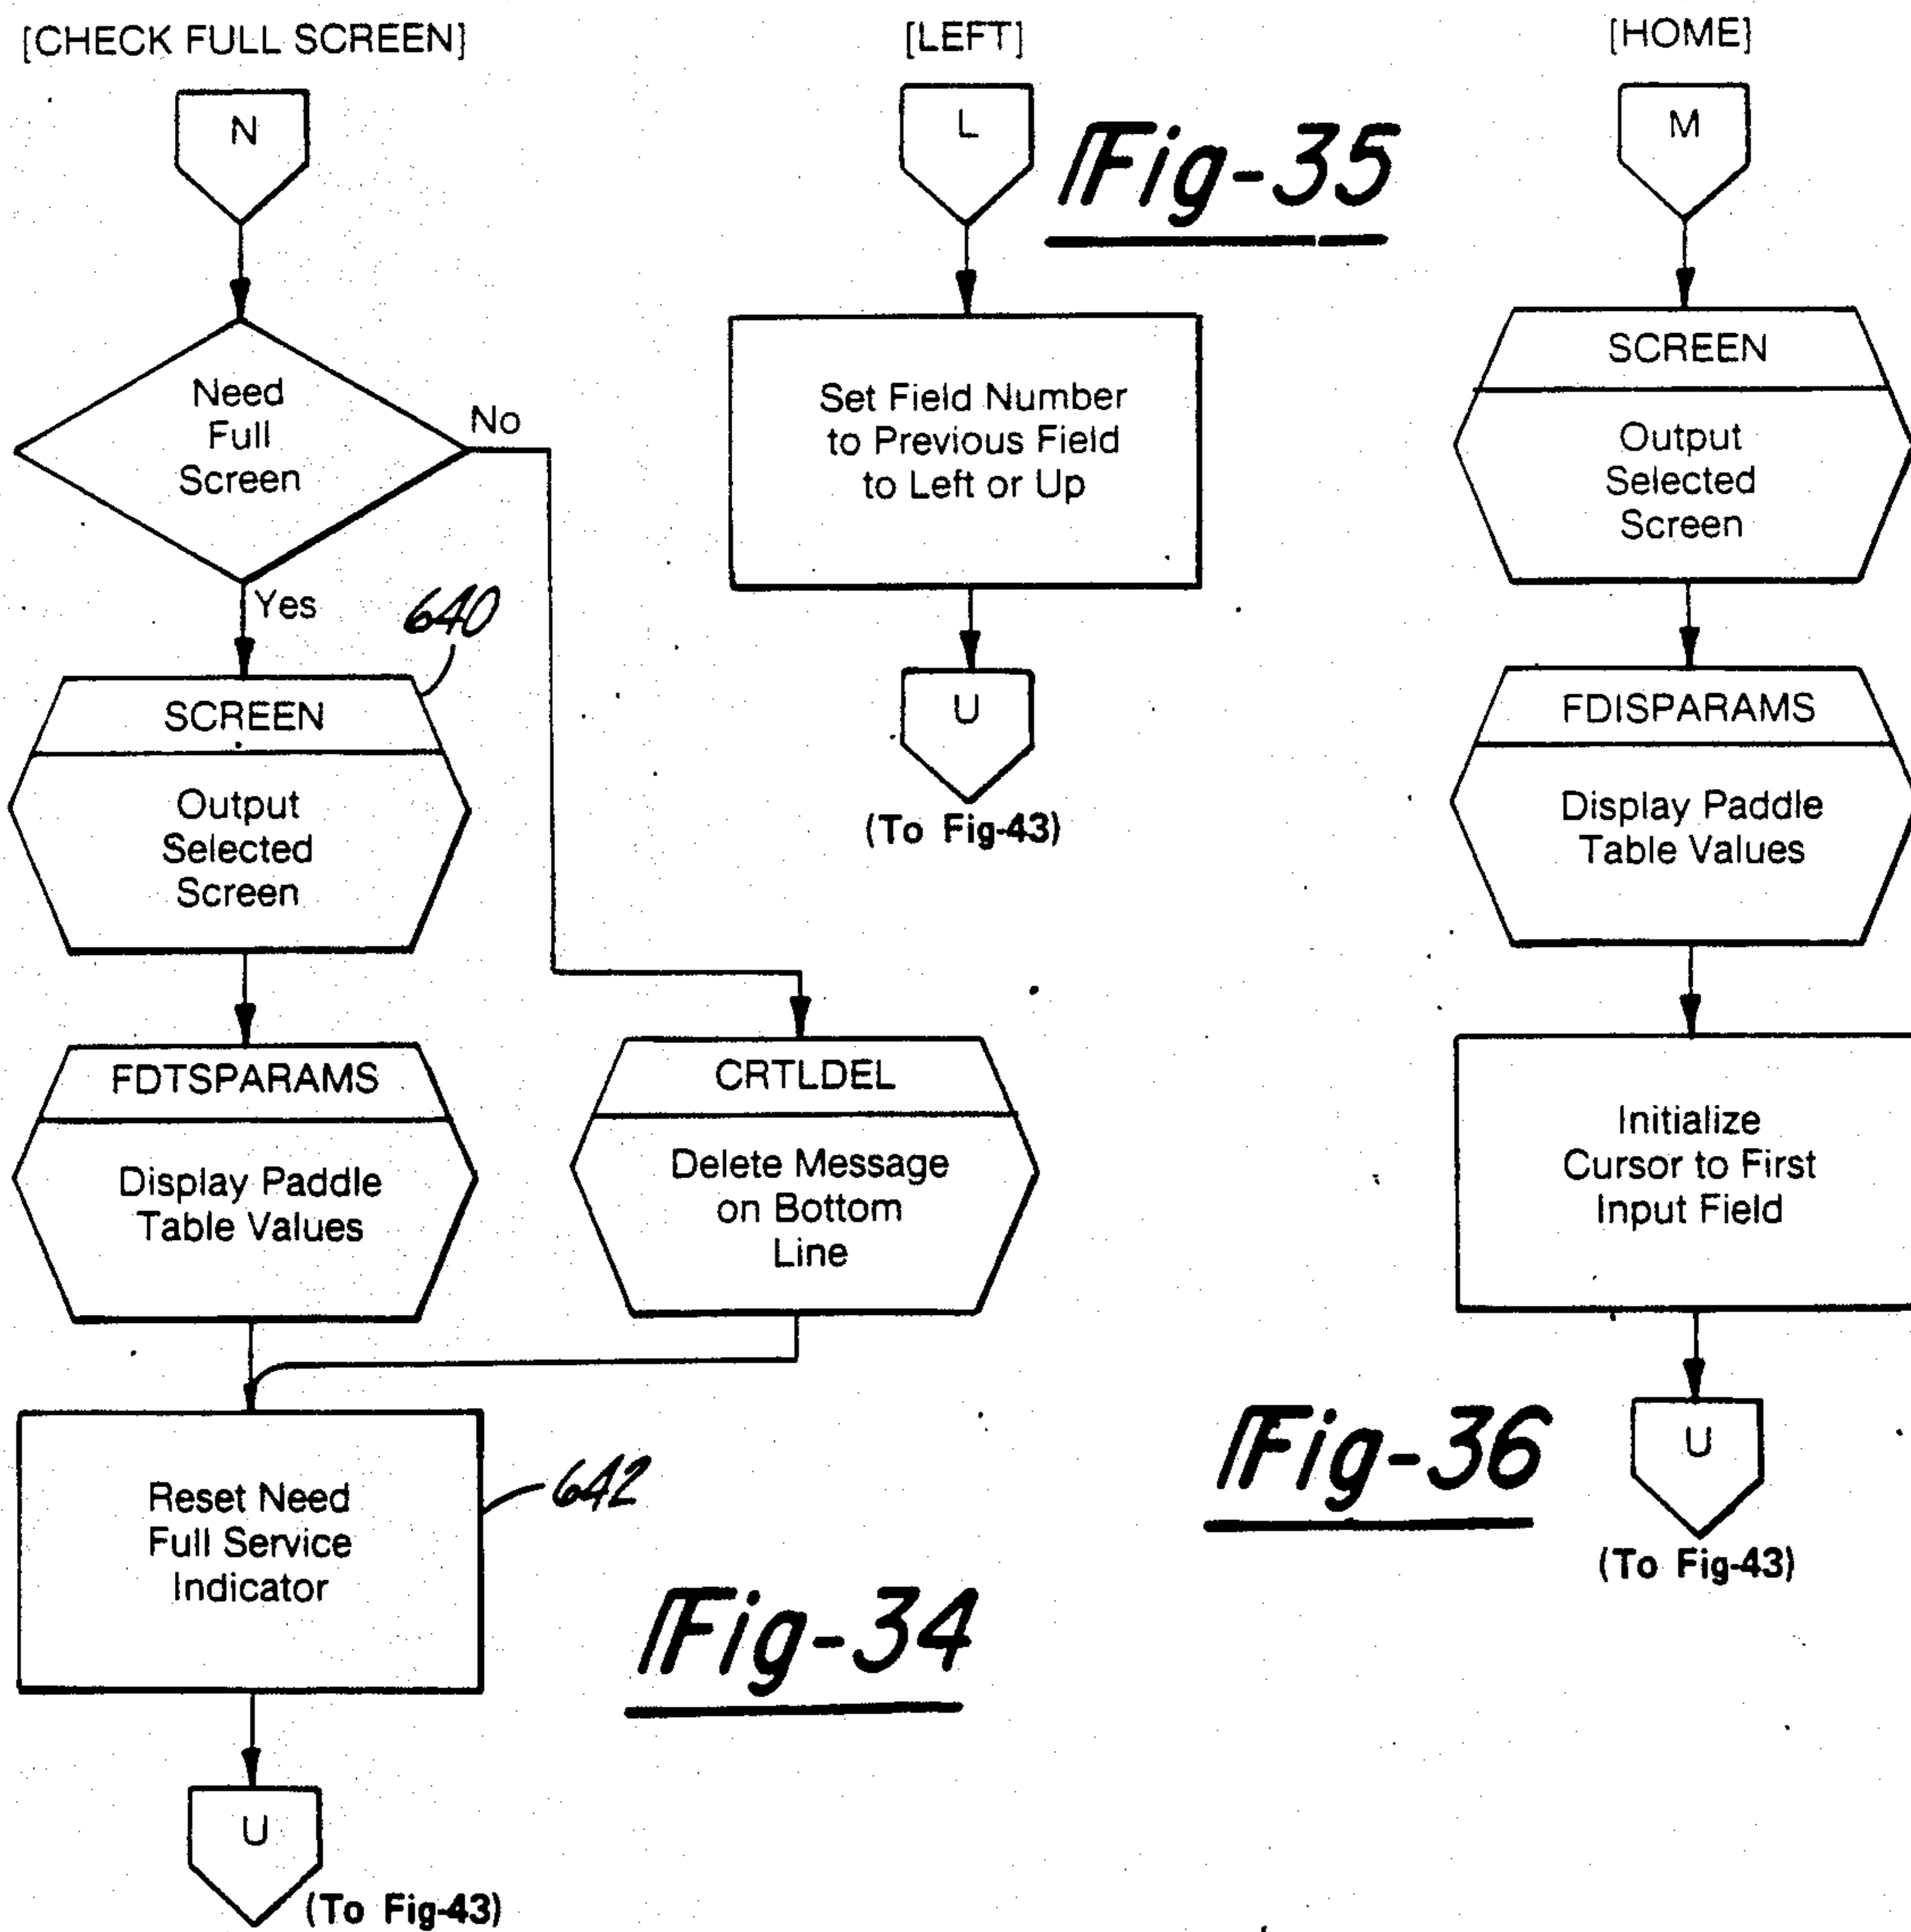 [CHECK FULL SCREEN]
N
Need
Full
Screen
No
Yes
640
SCREEN
Output
Selected
Screen
FDTSPARAMS
Display Paddle
Table Values
CRTLDEL
Delete Message
on Bottom
Line
Reset Need
Full Service
Indicator
642
U
(To Fig-43)
Fig-34
[LEFT]
L
Fig-35
Set Field Number
to Previous Field
to Left or Up
U
(To Fig-43)
[HOME]
M
SCREEN
Output
Selected
Screen
FDISPARAMS
Display Paddle
Table Values
Initialize
Cursor to First
Input Field
Fig-36
U
(To Fig-43)